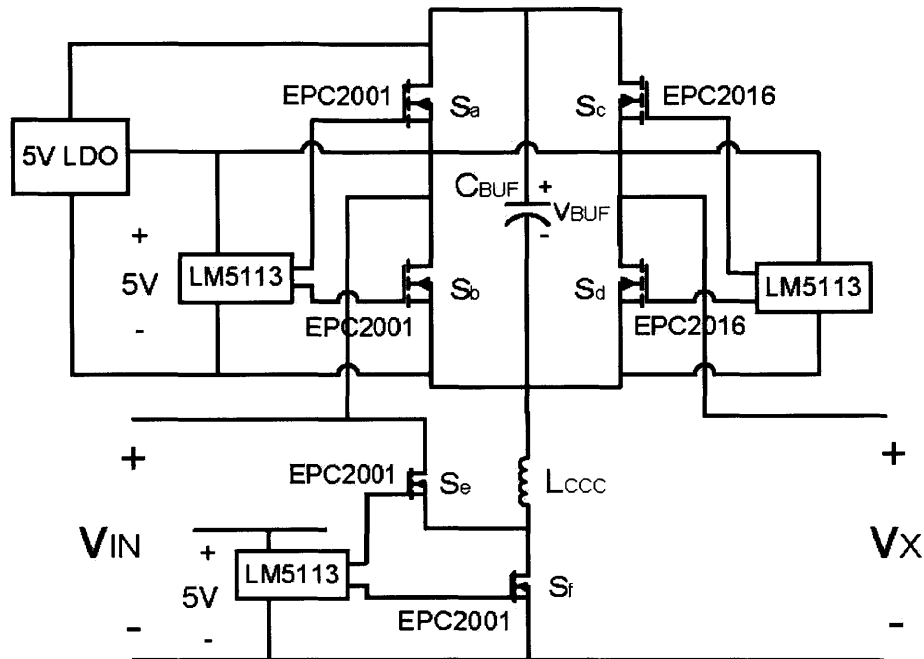 EPC2001
Sa
Sc
EPC2016
5V LDO
CBUF
+
VBUF
-
+
5V
-
LM5113
Sb
EPC2001
Sd
EPC2016
LM5113
+
VIN
-
EPC2001
Se
LCCC
+
5V
-
LM5113
Sf
EPC2001
+
VX
-